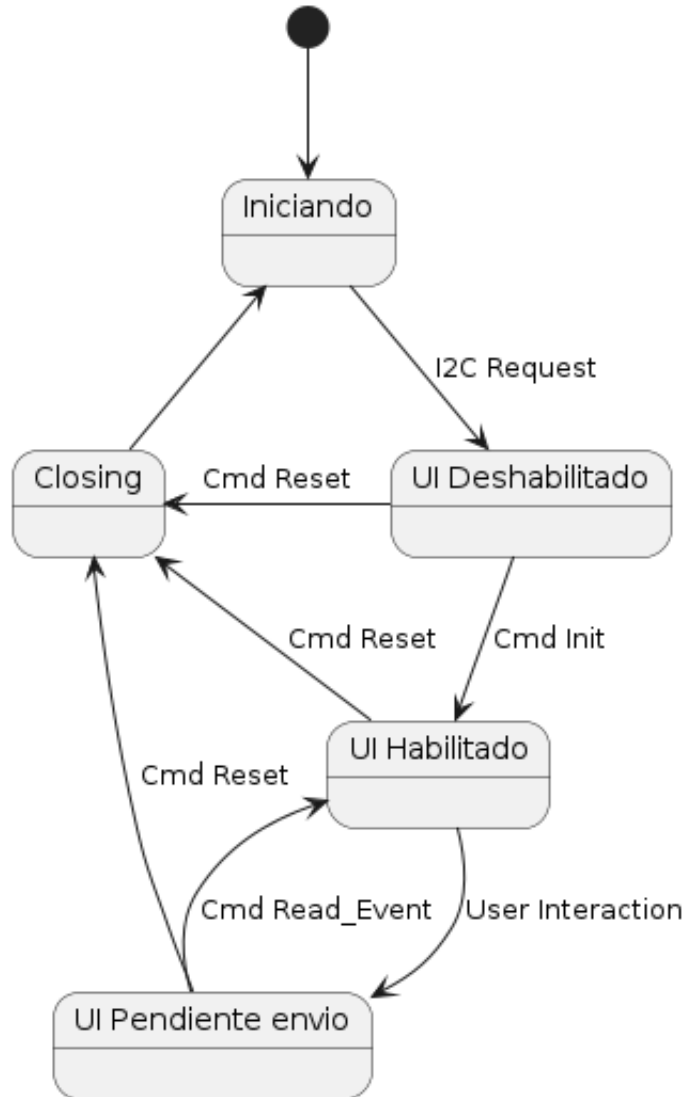 Iniciando
I2C Request
Closing
Cmd Reset
UI Deshabilitado
Cmd Reset
Cmd Init
UI Habilitado
Cmd Reset
Cmd Read_Event
User Interaction
UI Pendiente envio